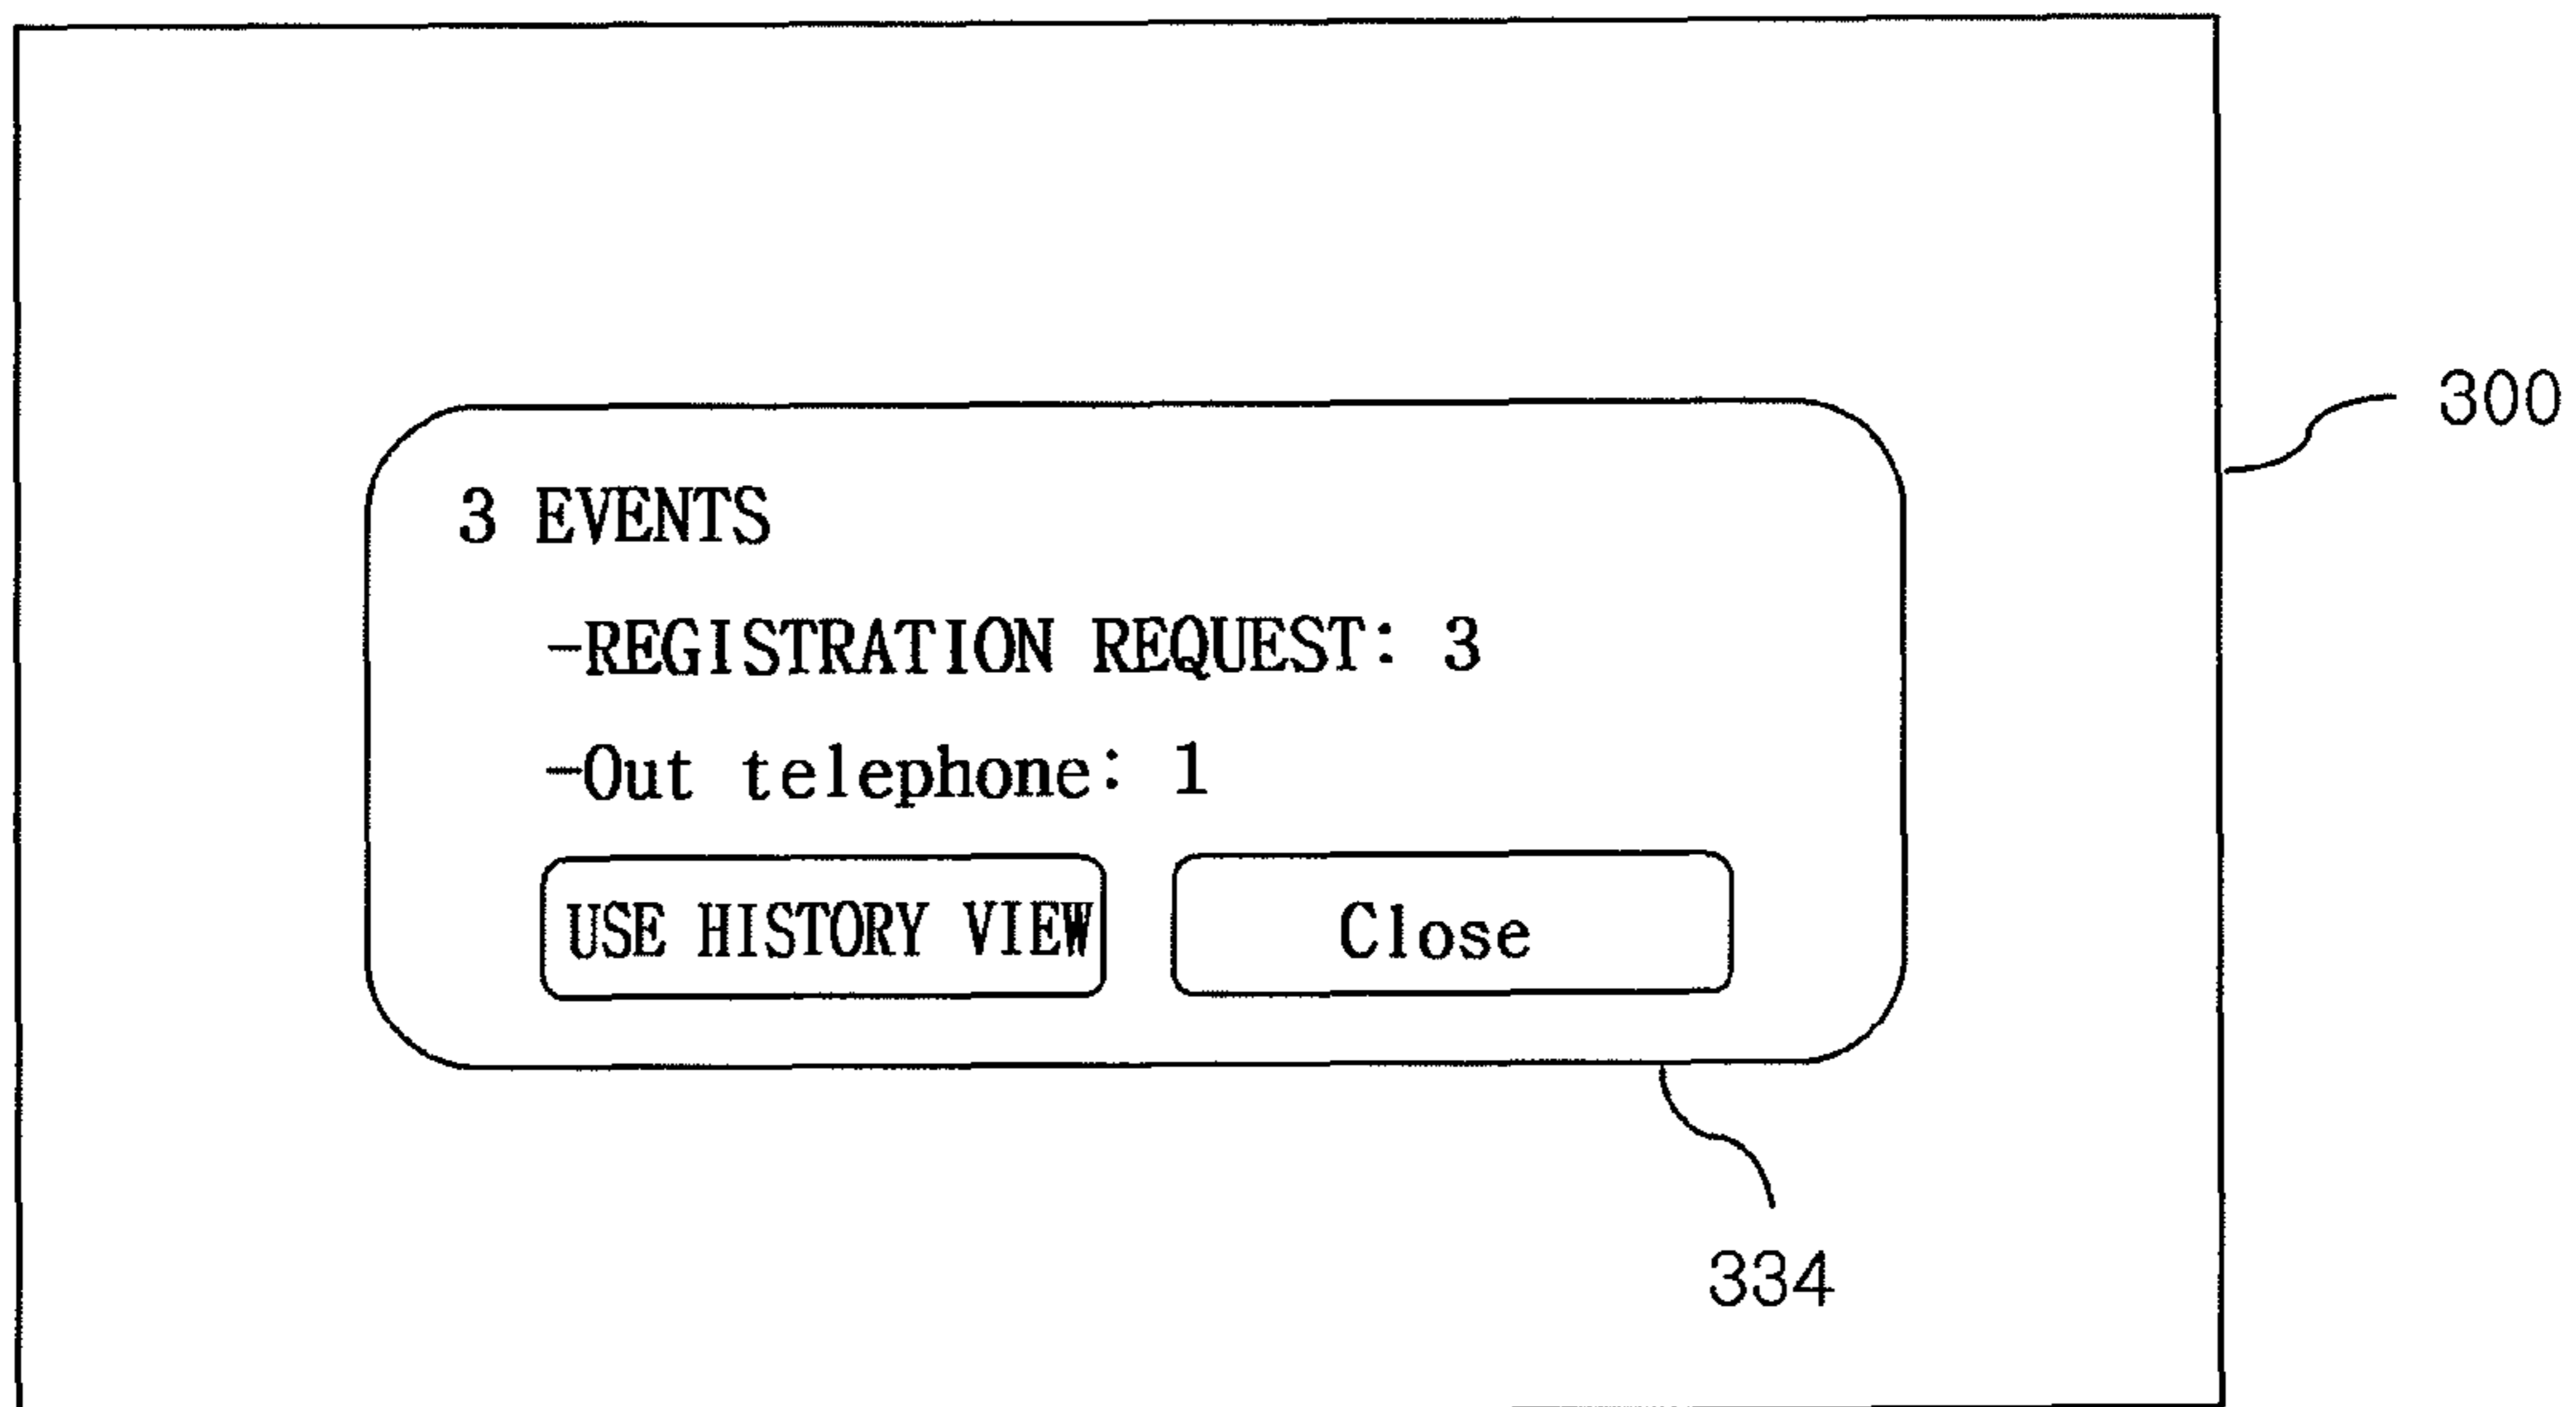 300
3 EVENTS
-REGISTRATION REQUEST: 3
-Out telephone: 1
USE HISTORY VIEW
Close
334